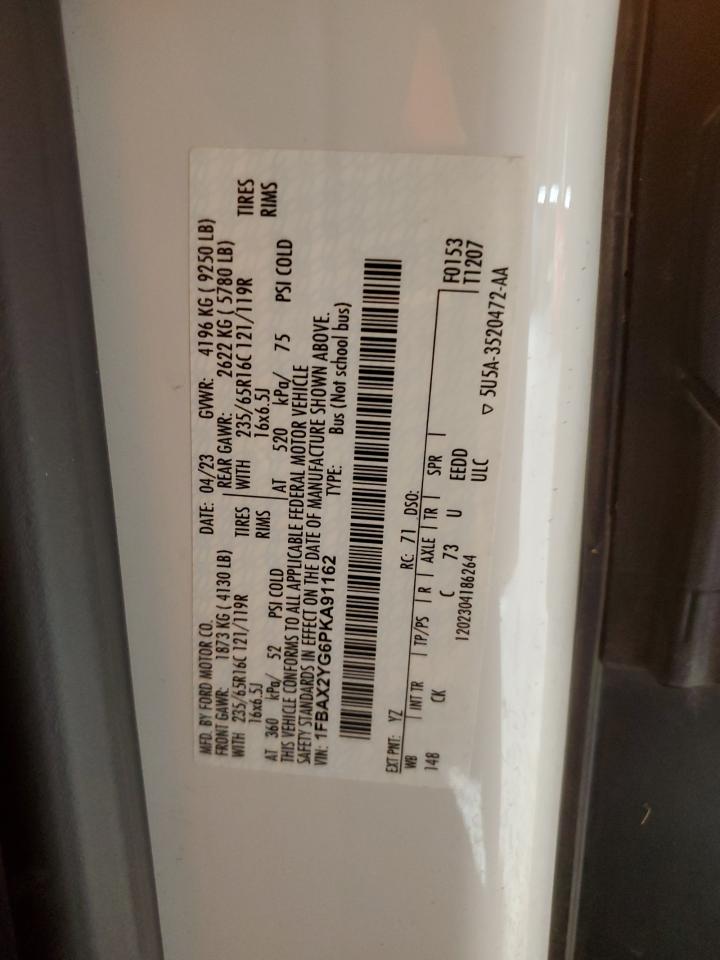 MFD. BY FORD MOTOR CO. DATE: 04/23 GVWR: 4196 KG ( 9250 LB)
FRONT GAWR: 1873 KG ( 4130 LB) REAR GAWR: 2622 KG ( 5780 LB)
WITH 235/65R16C 121/119R TIRES WITH 235/65R16C 121/119R TIRES
16x6.5J RIMS 16x6.5J RIMS
AT 360 kPa/ 52 PSI COLD AT 520 kPa/ 75 PSI COLD
THIS VEHICLE CONFORMS TO ALL APPLICABLE FEDERAL MOTOR VEHICLE
SAFETY STANDARDS IN EFFECT ON THE DATE OF MANUFACTURE SHOWN ABOVE.
VIN: 1FBAX2YG6PKA91162 TYPE: Bus (Not school bus)
EXT PNT: YZ RC: 71 DSO:
WB INT TR TP/PS R AXLE TR SPR F0153
148 CK C 73 U EEDD T1207
1202304186264 ULC
▽ 5U5A-3520472-AA